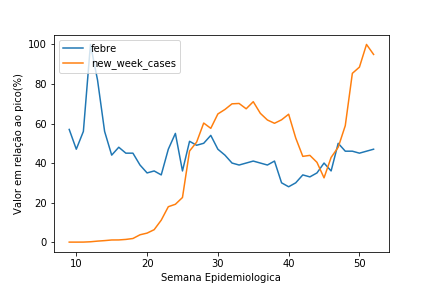 febre
new_week_cases
Valor em relação ao pico(%)
100
80
60
40
20
0
10
20
30
40
50
Semana Epidemiologica